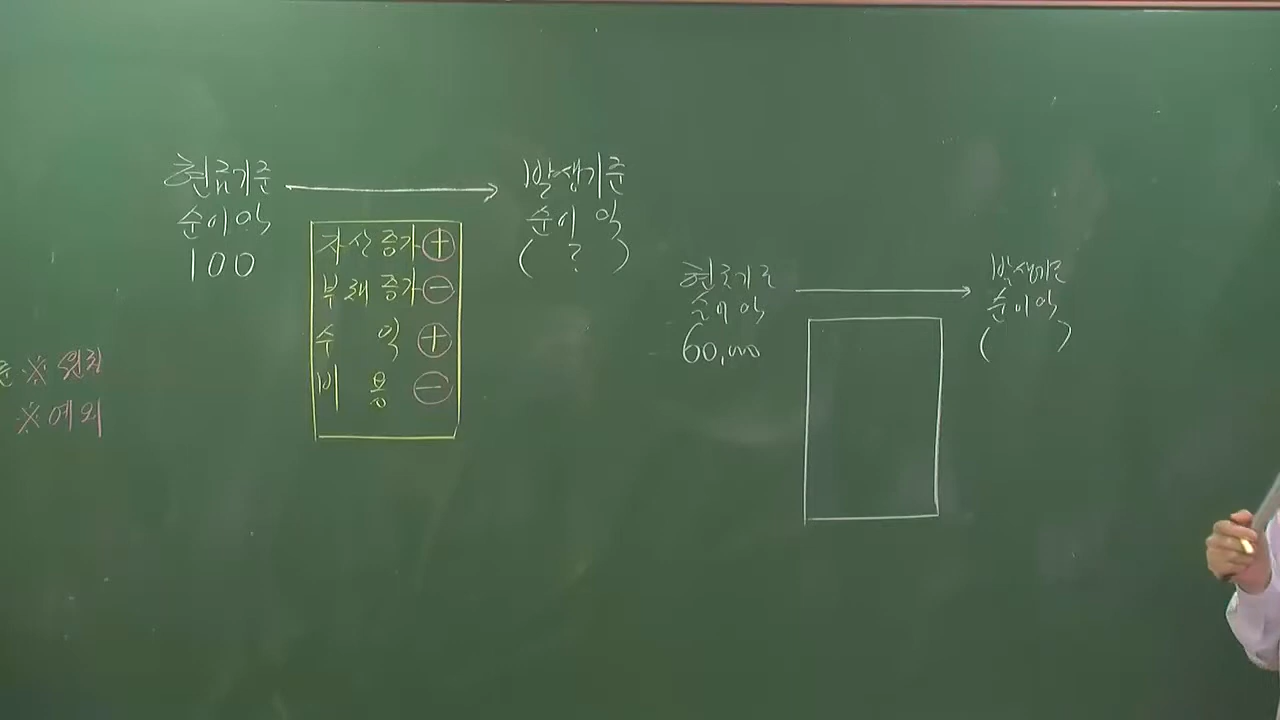 현금기준
순이익
100
발생기준
순이익
( ? )
자산증가 ⊕
부채증가 ⊖
수 익 ⊕
비 용 ⊖
준 ※ 원칙
※ 예외
현금기준
순이익
60,000
발생기준
순이익
( )